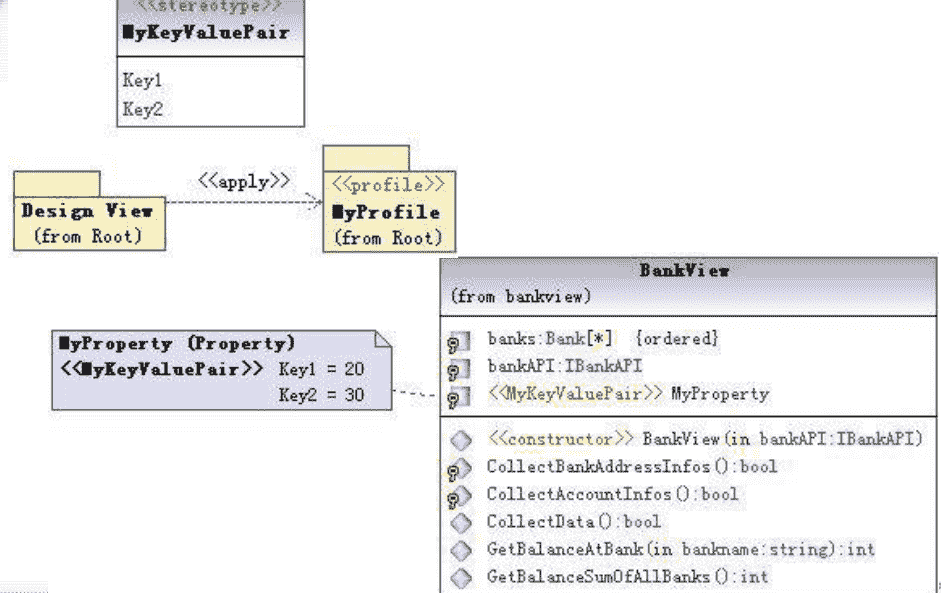 <<stereotype>>
MyKeyValuePair
Key1
Key2
<<apply>>
Design View
(from Root)
<<profile>>
MyProfile
(from Root)
BankView
(from bankview)
banks:Bank[*] {ordered}
bankAPI:IBankAPI
<<MyKeyValuePair>> MyProperty
MyProperty (Property)
<<MyKeyValuePair>> Key1 = 20
Key2 = 30
<<constructor>> BankView(in bankAPI:IBankAPI)
CollectBankAddressInfos():bool
CollectAccountInfos():bool
CollectData():bool
GetBalanceAtBank(in bankname:string):int
GetBalanceSumOfAllBanks():int